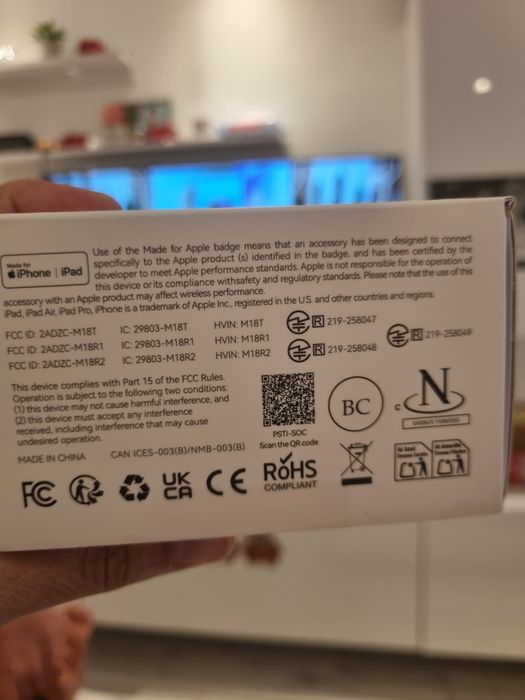 Use of the Made for Apple badge means that an accessory has been designed to connect
Made for
iPhone | iPad
specifically to the Apple product (s) identified in the badge, and has been certified by the
developer to meet Apple performance standards. Apple is not responsible for the operation of
this device or its compliance withsafety and regulatory standards. Please note that the use of this
accessory with an Apple product may affect wireless performance.
iPad, iPad Air, iPad Pro, iPhone is a trademark of Apple Inc., registered in the U.S. and other countries and regions.
FCC ID: 2ADZC-M18T IC: 29803-M18T HVIN: M18T R 219-258047
FCC ID: 2ADZC-M18R1 IC: 29803-M18R1 HVIN: M18R1 R 219-258049
FCC ID: 2ADZC-M18R2 IC: 29803-M18R2 HVIN: M18R2 R 219-258048
This device complies with Part 15 of the FCC Rules.
Operation is subject to the following two conditions:
(1) this device may not cause harmful interference, and
(2) this device must accept any interference
received, including interference that may cause
undesired operation.
PSTI-SOC
Scan the QR code
BC
c N
ENERGY VERIFIED
MADE IN CHINA CAN ICES-003(B)/NMB-003(B)
FC
UK
CA
CE
RoHS
COMPLIANT